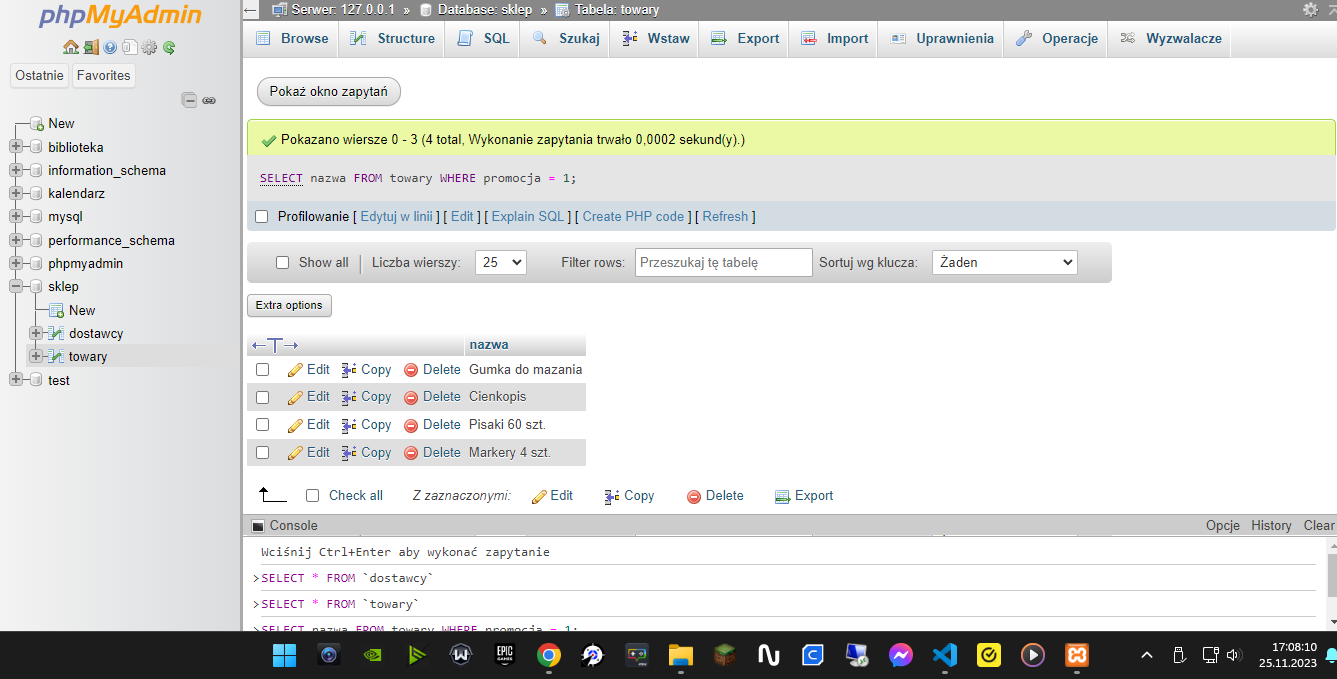 phpMyAdmin
Ostatnie Favorites
New
biblioteka
information_schema
kalendarz
mysql
performance_schema
phpmyadmin
sklep
New
dostawcy
towary
test
Serwer: 127.0.0.1 » Database: sklep » Tabela: towary
Browse Structure SQL Szukaj Wstaw Export Import Uprawnienia Operacje Wyzwalacze
Pokaż okno zapytań
Pokazano wiersze 0 - 3 (4 total, Wykonanie zapytania trwało 0,0002 sekund(y).)
SELECT nazwa FROM towary WHERE promocja = 1;
Profilowanie [ Edytuj w linii ] [ Edit ] [ Explain SQL ] [ Create PHP code ] [ Refresh ]
Show all Liczba wierszy: 25 Filter rows: Przeszukaj tę tabelę Sortuj wg klucza: Żaden
Extra options
←T→ nazwa
Edit Copy Delete Gumka do mazania
Edit Copy Delete Cienkopis
Edit Copy Delete Pisaki 60 szt.
Edit Copy Delete Markery 4 szt.
Check all Z zaznaczonymi: Edit Copy Delete Export
Console Opcje History Clear
Wciśnij Ctrl+Enter aby wykonać zapytanie
>SELECT * FROM `dostawcy`
>SELECT * FROM `towary`
>SELECT nazwa FROM towary WHERE promocja = 1;
EPIC GAMES
17:08:10
25.11.2023